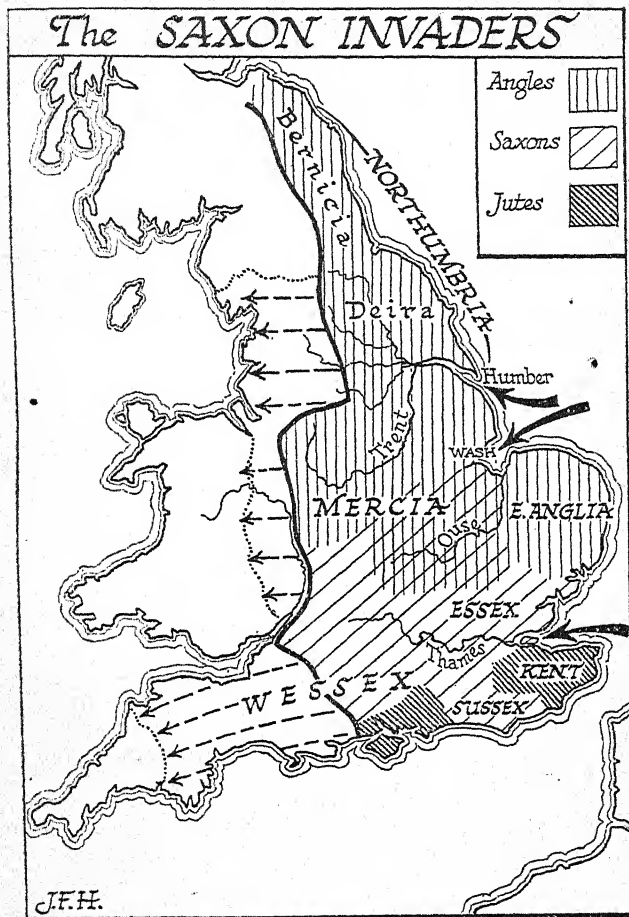 The SAXON INVADERS
Angles
Saxons
Jutes
Bernicia
NORTHUMBRIA
Deira
Humber
Trent
WASH
MERCIA
E. ANGLIA
Ouse
ESSEX
Thames
KENT
WESSEX
SUSSEX
J.F.H.